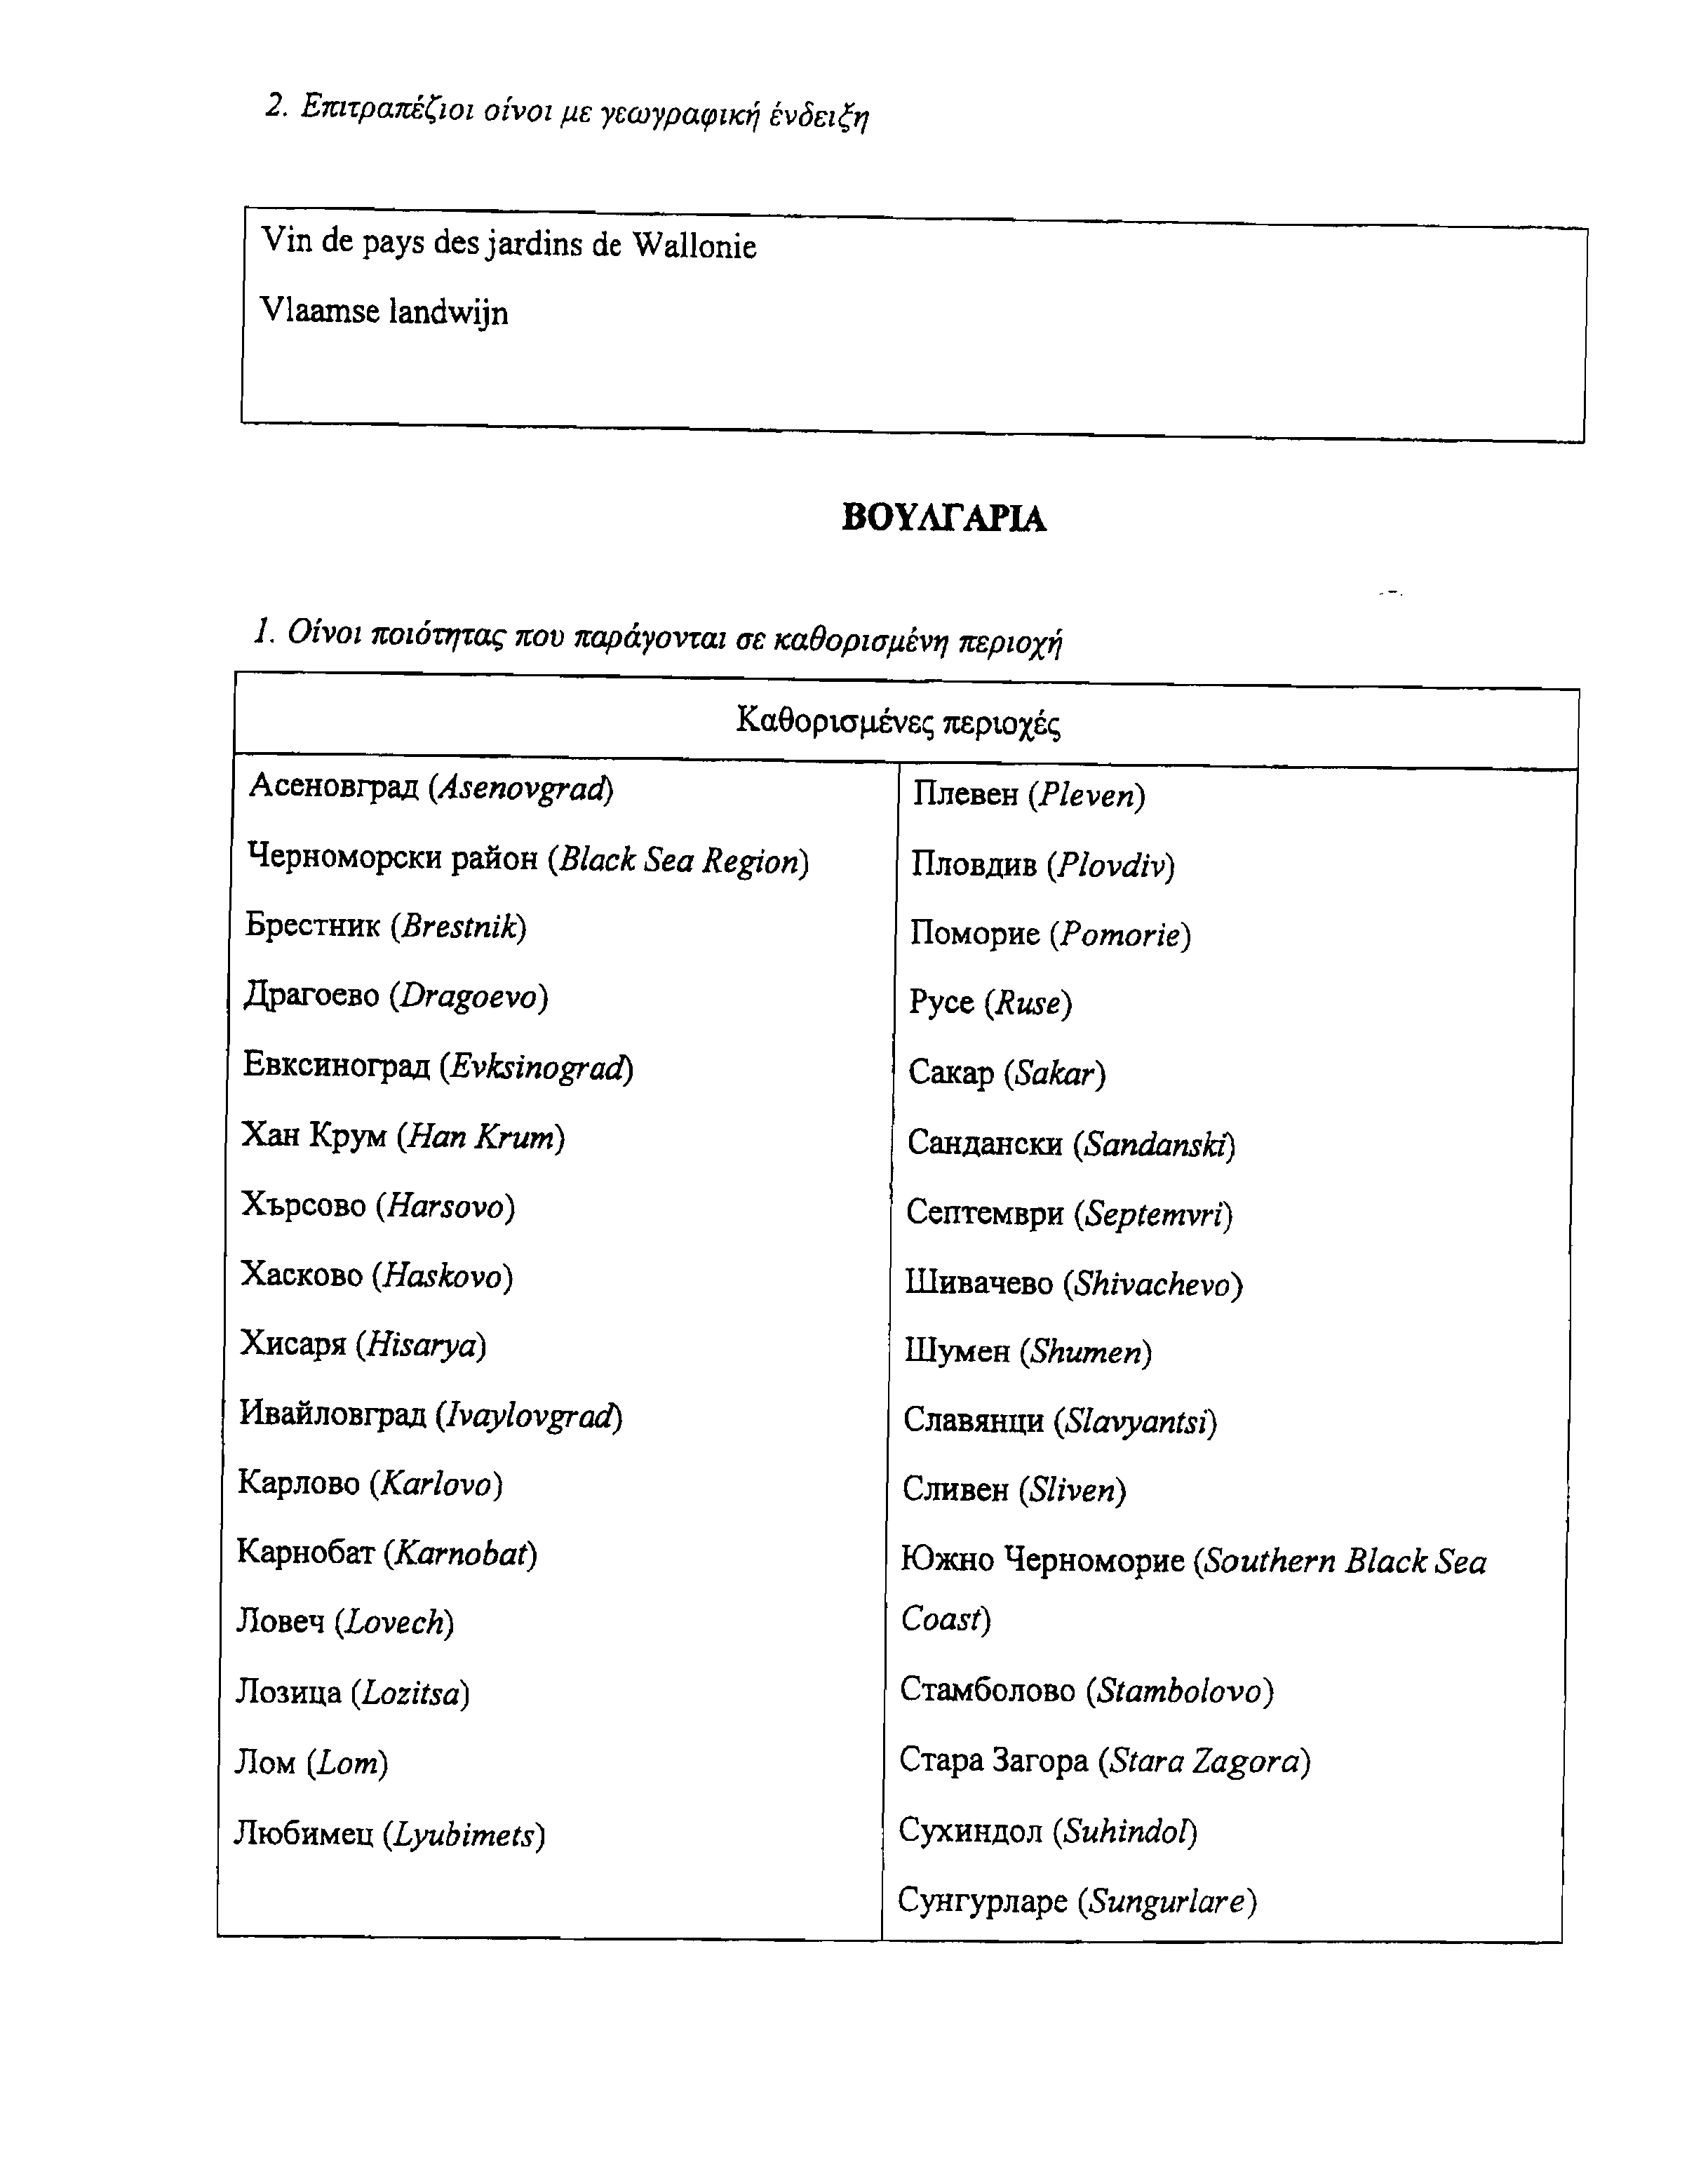 2. Επιτραπέζιοι οίνοι με γεωγραφική ένδειξη
Vin de pays des jardins de Wallonie
Vlaamse landwijn
ΒΟΥΛΓΑΡΙΑ
1. Οίνοι ποιότητας που παράγονται σε καθορισμένη περιοχή
Καθορισμένες περιοχές
Асеновград (Asenovgrad)
Черноморски район (Black Sea Region)
Брестник (Brestnik)
Драгоево (Dragoevo)
Евксиноград (Evksinograd)
Хан Крум (Han Krum)
Хърсово (Harsovo)
Хасково (Haskovo)
Хисаря (Hisarya)
Ивайловград (Ivaylovgrad)
Карлово (Karlovo)
Карнобат (Karnobat)
Ловеч (Lovech)
Лозица (Lozitsa)
Лом (Lom)
Любимец (Lyubimets)
Плевен (Pleven)
Пловдив (Plovdiv)
Поморие (Pomorie)
Русе (Ruse)
Сакар (Sakar)
Сандански (Sandanski)
Септември (Septemvri)
Шивачево (Shivachevo)
Шумен (Shumen)
Славянци (Slavyantsi)
Сливен (Sliven)
Южно Черноморие (Southern Black Sea
Coast)
Стамболово (Stambolovo)
Стара Загора (Stara Zagora)
Сухиндол (Suhindol)
Сунгурларе (Sungurlare)